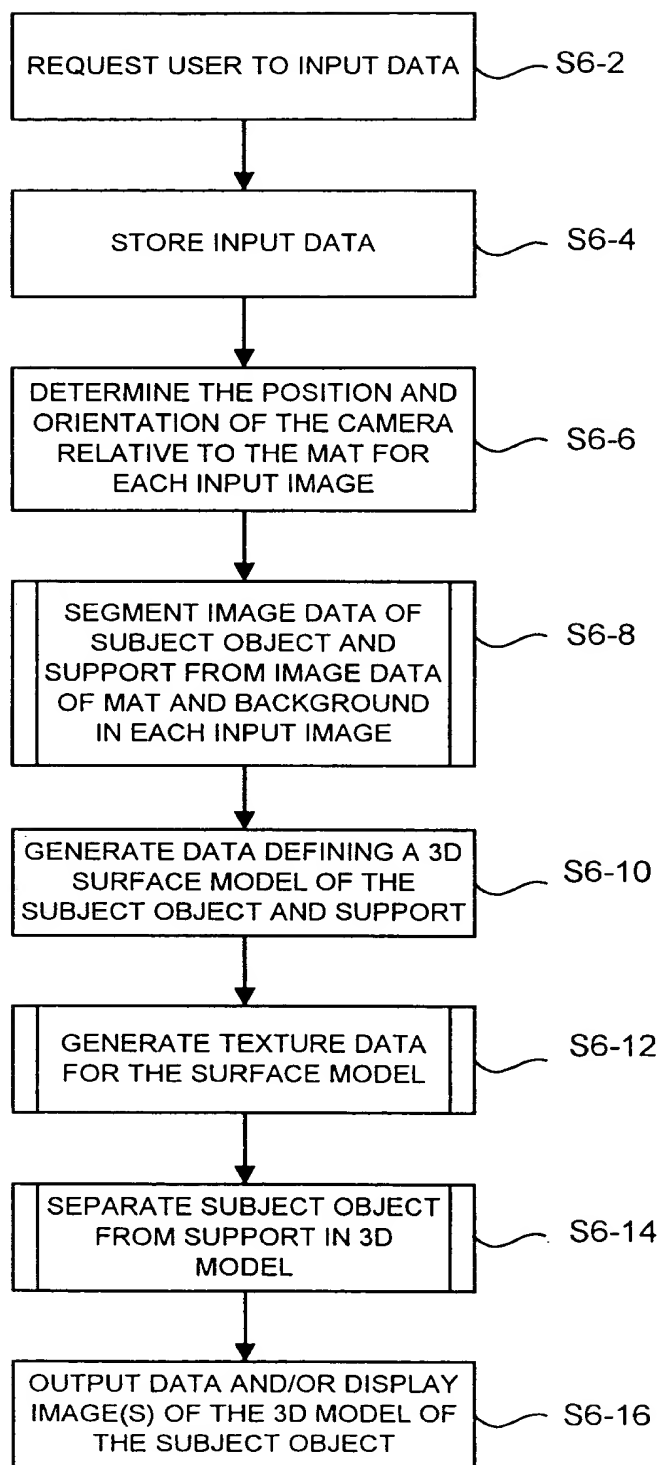 REQUEST USER TO INPUT DATA
S6-2
STORE INPUT DATA
S6-4
DETERMINE THE POSITION AND
ORIENTATION OF THE CAMERA
RELATIVE TO THE MAT FOR
EACH INPUT IMAGE
S6-6
SEGMENT IMAGE DATA OF
SUBJECT OBJECT AND
SUPPORT FROM IMAGE DATA
OF MAT AND BACKGROUND
IN EACH INPUT IMAGE
S6-8
GENERATE DATA DEFINING A 3D
SURFACE MODEL OF THE
SUBJECT OBJECT AND SUPPORT
S6-10
GENERATE TEXTURE DATA
FOR THE SURFACE MODEL
S6-12
SEPARATE SUBJECT OBJECT
FROM SUPPORT IN 3D
MODEL
S6-14
OUTPUT DATA AND/OR DISPLAY
IMAGE(S) OF THE 3D MODEL OF
THE SUBJECT OBJECT
S6-16